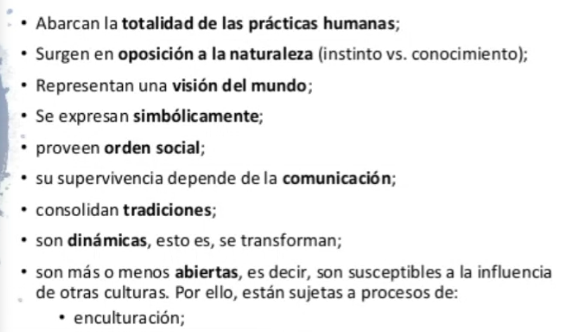 • Abarcan la totalidad de las prácticas humanas;
• Surgen en oposición a la naturaleza (instinto vs. conocimiento);
• Representan una visión del mundo;
• Se expresan simbólicamente;
• proveen orden social;
• su supervivencia depende de la comunicación;
• consolidan tradiciones;
• son dinámicas, esto es, se transforman;
• son más o menos abiertas, es decir, son susceptibles a la influencia
de otras culturas. Por ello, están sujetas a procesos de:
• enculturación;